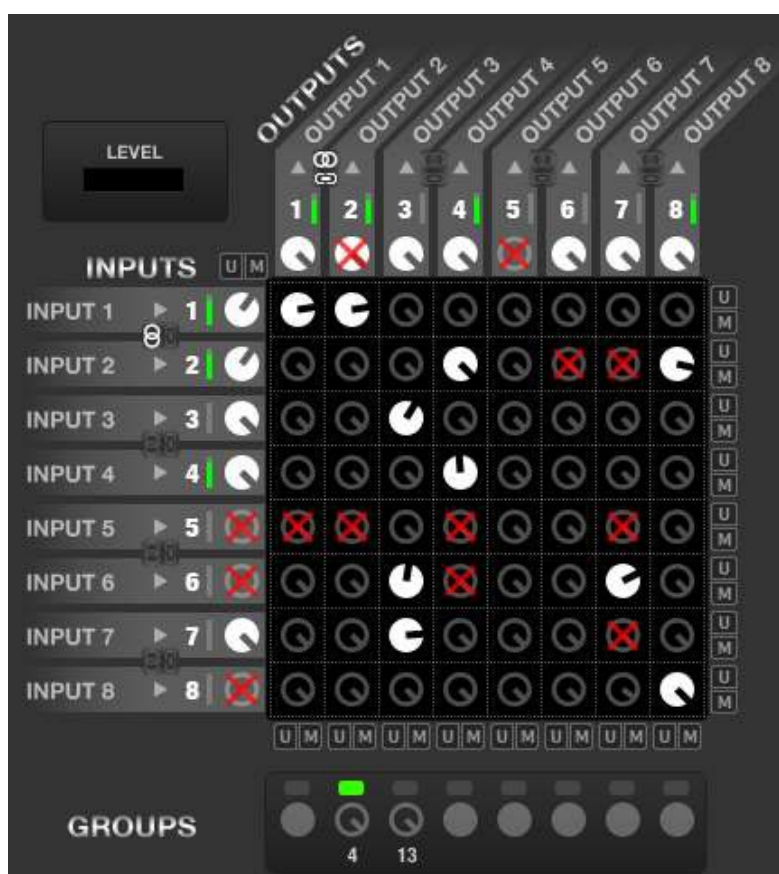 OUTPUTS
OUTPUT 1
OUTPUT 2
OUTPUT 3
OUTPUT 4
OUTPUT 5
OUTPUT 6
OUTPUT 7
OUTPUT 8
LEVEL
1 2 3 4 5 6 7 8
INPUTS U M
INPUT 1 1 U
M
INPUT 2 2 U
M
INPUT 3 3 U
M
INPUT 4 4 U
M
INPUT 5 5 U
M
INPUT 6 6 U
M
INPUT 7 7 U
M
INPUT 8 8 U
M
U M U M U M U M U M U M U M U M
GROUPS
4 13